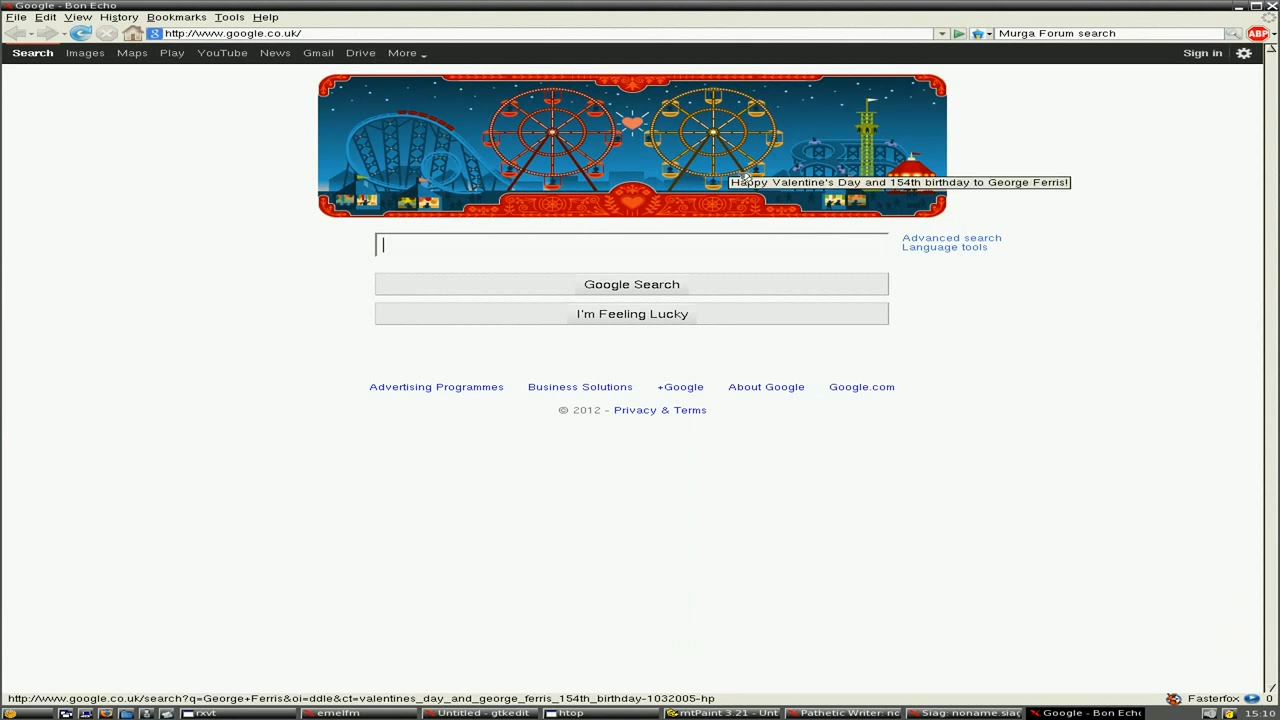 Google - Bon Echo
File Edit View History Bookmarks Tools Help
http://www.google.co.uk/
Murga Forum search
ABP
Search Images Maps Play YouTube News Gmail Drive More
Sign in
Happy Valentine's Day and 154th birthday to George Ferris!
Advanced search
Language tools
Google Search
I'm Feeling Lucky
Advertising Programmes Business Solutions +Google About Google Google.com
© 2012 - Privacy & Terms
http://www.google.co.uk/search?q=George+Ferris&oi=ddle&ct=valentines_day_and_george_ferris_154th_birthday-1032005-hp
Fasterfox 0
rxvt emelfm Untitled - gtkedit htop mtPaint 3.21 - Unt Pathetic Writer: nc Siag: noname.siag Google - Bon Echo 15:10